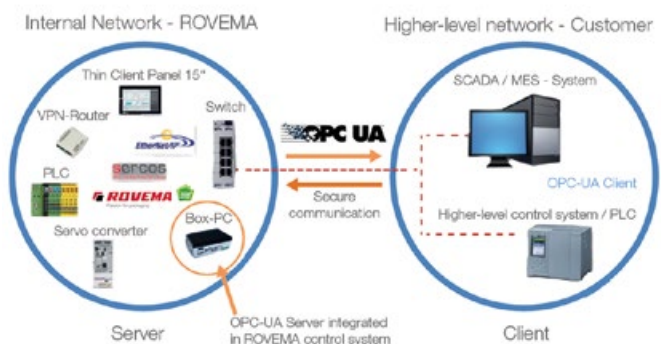 Internal Network - ROVEMA
Higher-level network - Customer
Thin Client Panel 15"
VPN-Router
Switch
EtherNet/IP
PLC
sercos
ROVEMA
Servo converter
Box-PC
OPC UA
Secure
communication
SCADA / MES - System
OPC-UA Client
Higher-level control system / PLC
Server
OPC-UA Server integrated
in ROVEMA control system
Client